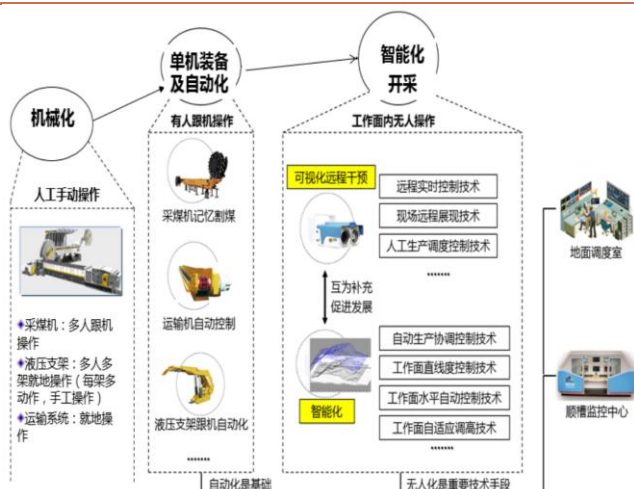 机械化
单机装备
及自动化
智能化
开采
人工手动操作
采煤机：多人跟机
操作
液压支架：多人多
架就地操作（每架多
动作，手工操作）
运输系统：就地操
作
有人跟机操作
采煤机记忆割煤
运输机自动控制
液压支架跟机自动化
……
自动化是基础
工作面内无人操作
可视化远程干预
远程实时控制技术
现场远程展现技术
人工生产调度控制技术
……
互为补充
促进发展
智能化
自动生产协调控制技术
工作面直线度控制技术
工作面水平自动控制技术
工作面自适应调高技术
……
无人化是重要技术手段
地面调度室
顺槽监控中心